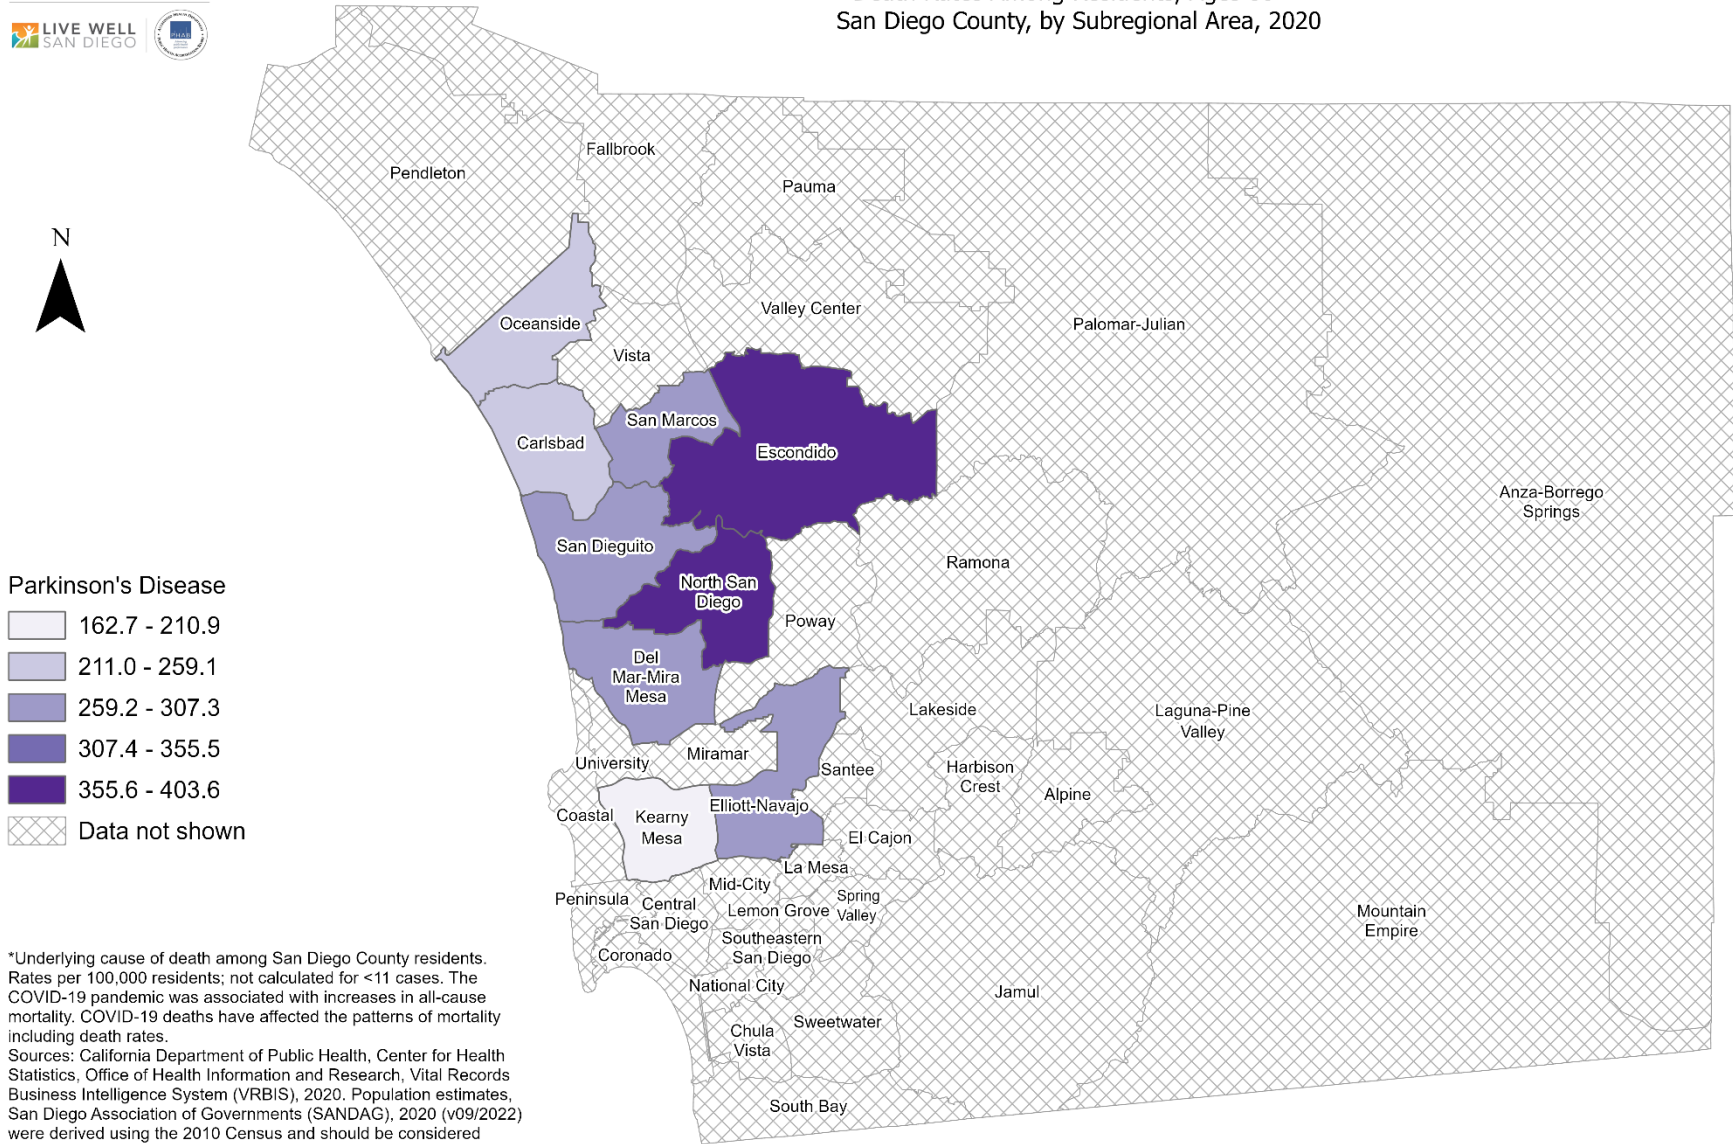 San Diego County, by Subregional Area, 2020
LIVE WELL
SAN DIEGO
PHAB
N
Pendleton
Fallbrook
Pauma
Oceanside
Valley Center
Palomar-Julian
Vista
San Marcos
Carlsbad
Escondido
Anza-Borrego
Springs
San Dieguito
Ramona
North San
Diego
Poway
Del
Mar-Mira
Mesa
Lakeside
Laguna-Pine
Valley
University
Miramar
Santee
Harbison
Crest
Alpine
Coastal
Kearny
Mesa
Elliott-Navajo
El Cajon
La Mesa
Mid-City
Peninsula
Central
San Diego
Lemon Grove
Spring
Valley
Mountain
Empire
Southeastern
San Diego
Coronado
National City
Jamul
Sweetwater
Chula
Vista
South Bay
Parkinson's Disease
162.7 - 210.9
211.0 - 259.1
259.2 - 307.3
307.4 - 355.5
355.6 - 403.6
Data not shown
*Underlying cause of death among San Diego County residents.
Rates per 100,000 residents; not calculated for <11 cases. The
COVID-19 pandemic was associated with increases in all-cause
mortality. COVID-19 deaths have affected the patterns of mortality
including death rates.
Sources: California Department of Public Health, Center for Health
Statistics, Office of Health Information and Research, Vital Records
Business Intelligence System (VRBIS), 2020. Population estimates,
San Diego Association of Governments (SANDAG), 2020 (v09/2022)
were derived using the 2010 Census and should be considered